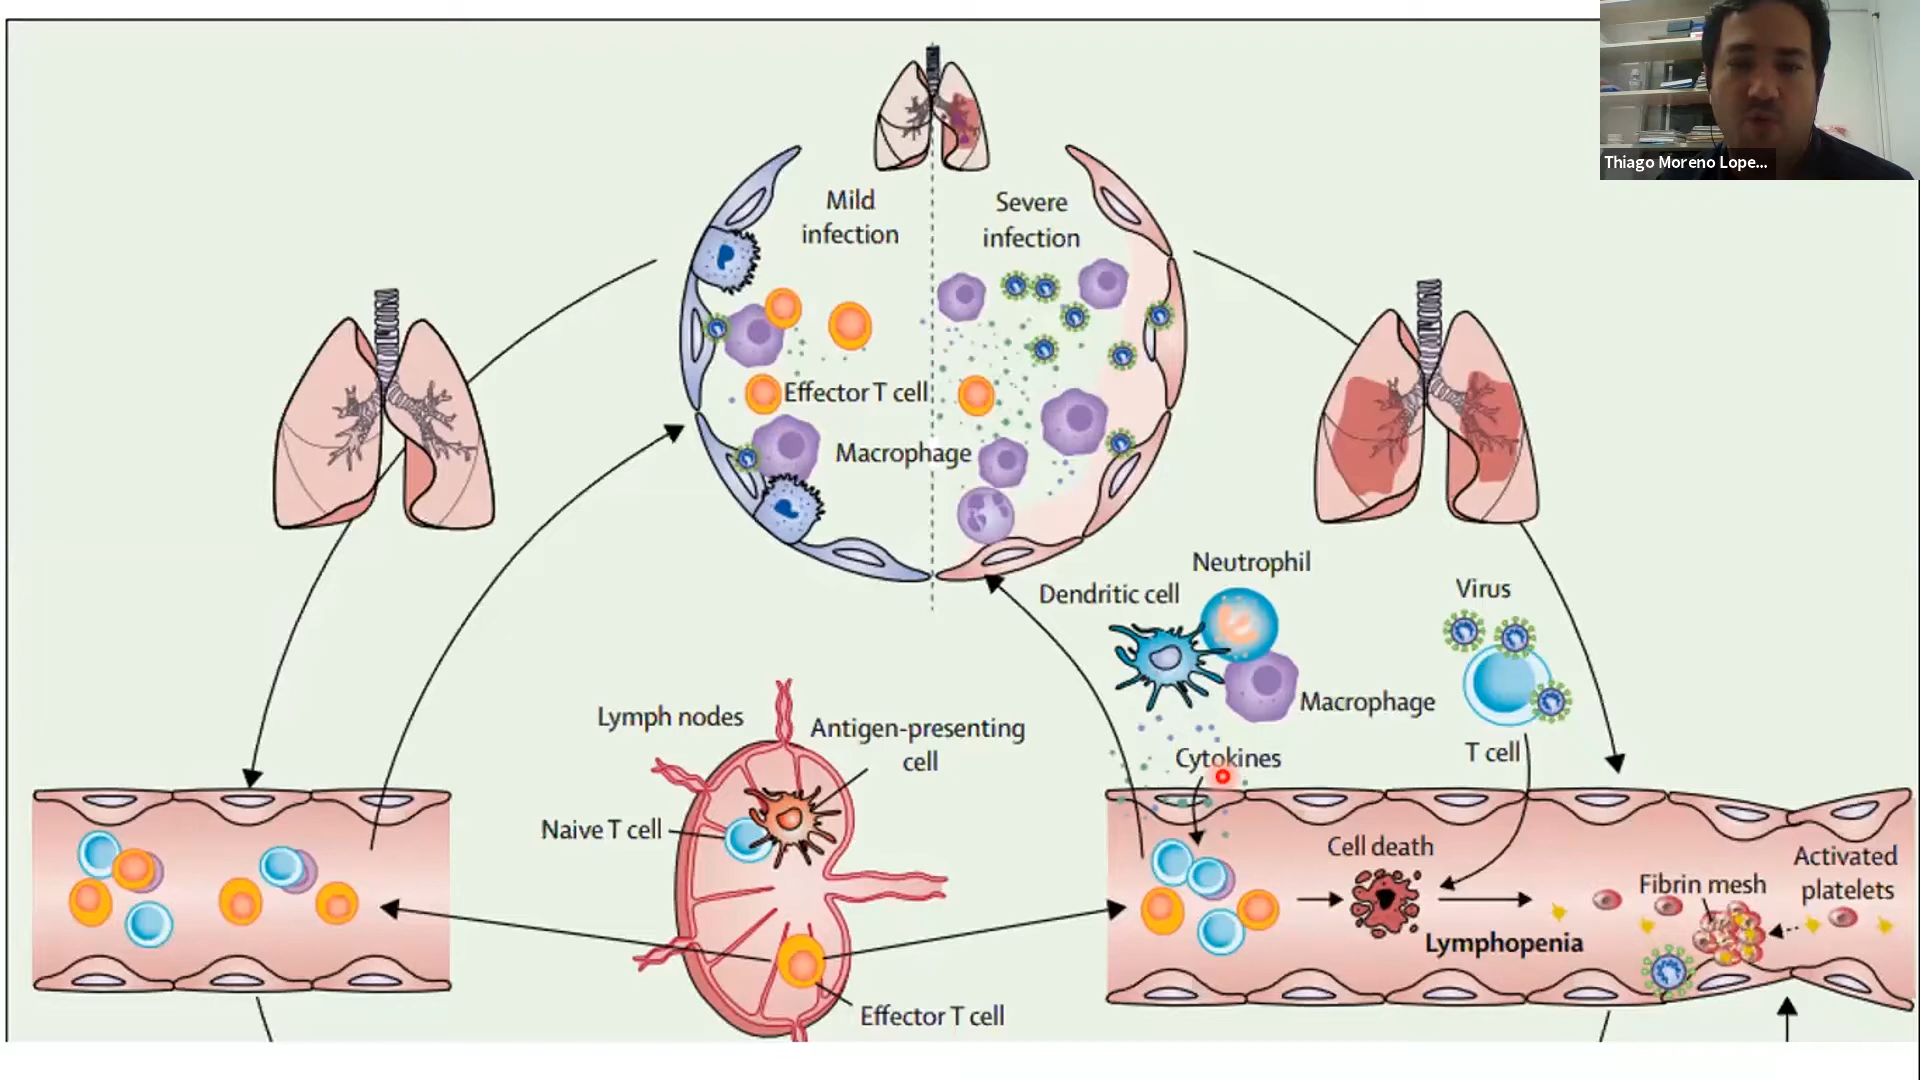 Thiago Moreno Lope...
Mild
infection
Severe
infection
Effector T cell
Macrophage
Neutrophil
Dendritic cell
Virus
Macrophage
Lymph nodes
Antigen-presenting
cell
Cytokines
T cell
Naive T cell
Cell death
Activated
platelets
Fibrin mesh
Lymphopenia
Effector T cell